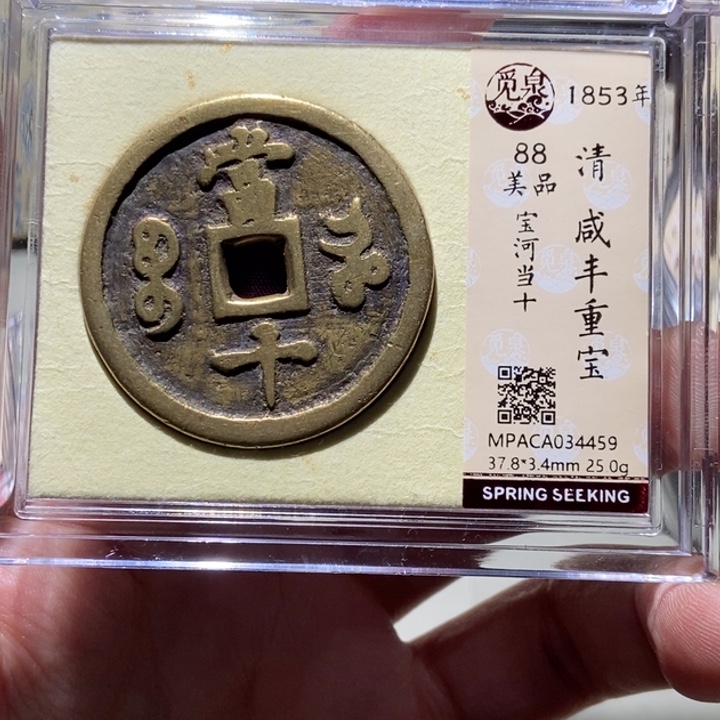 當
十
觅泉
1853年
88
美品
宝河当十
清 咸丰重宝
MPACA034459
37.8*3.4mm 25.0g
SPRING SEEKING